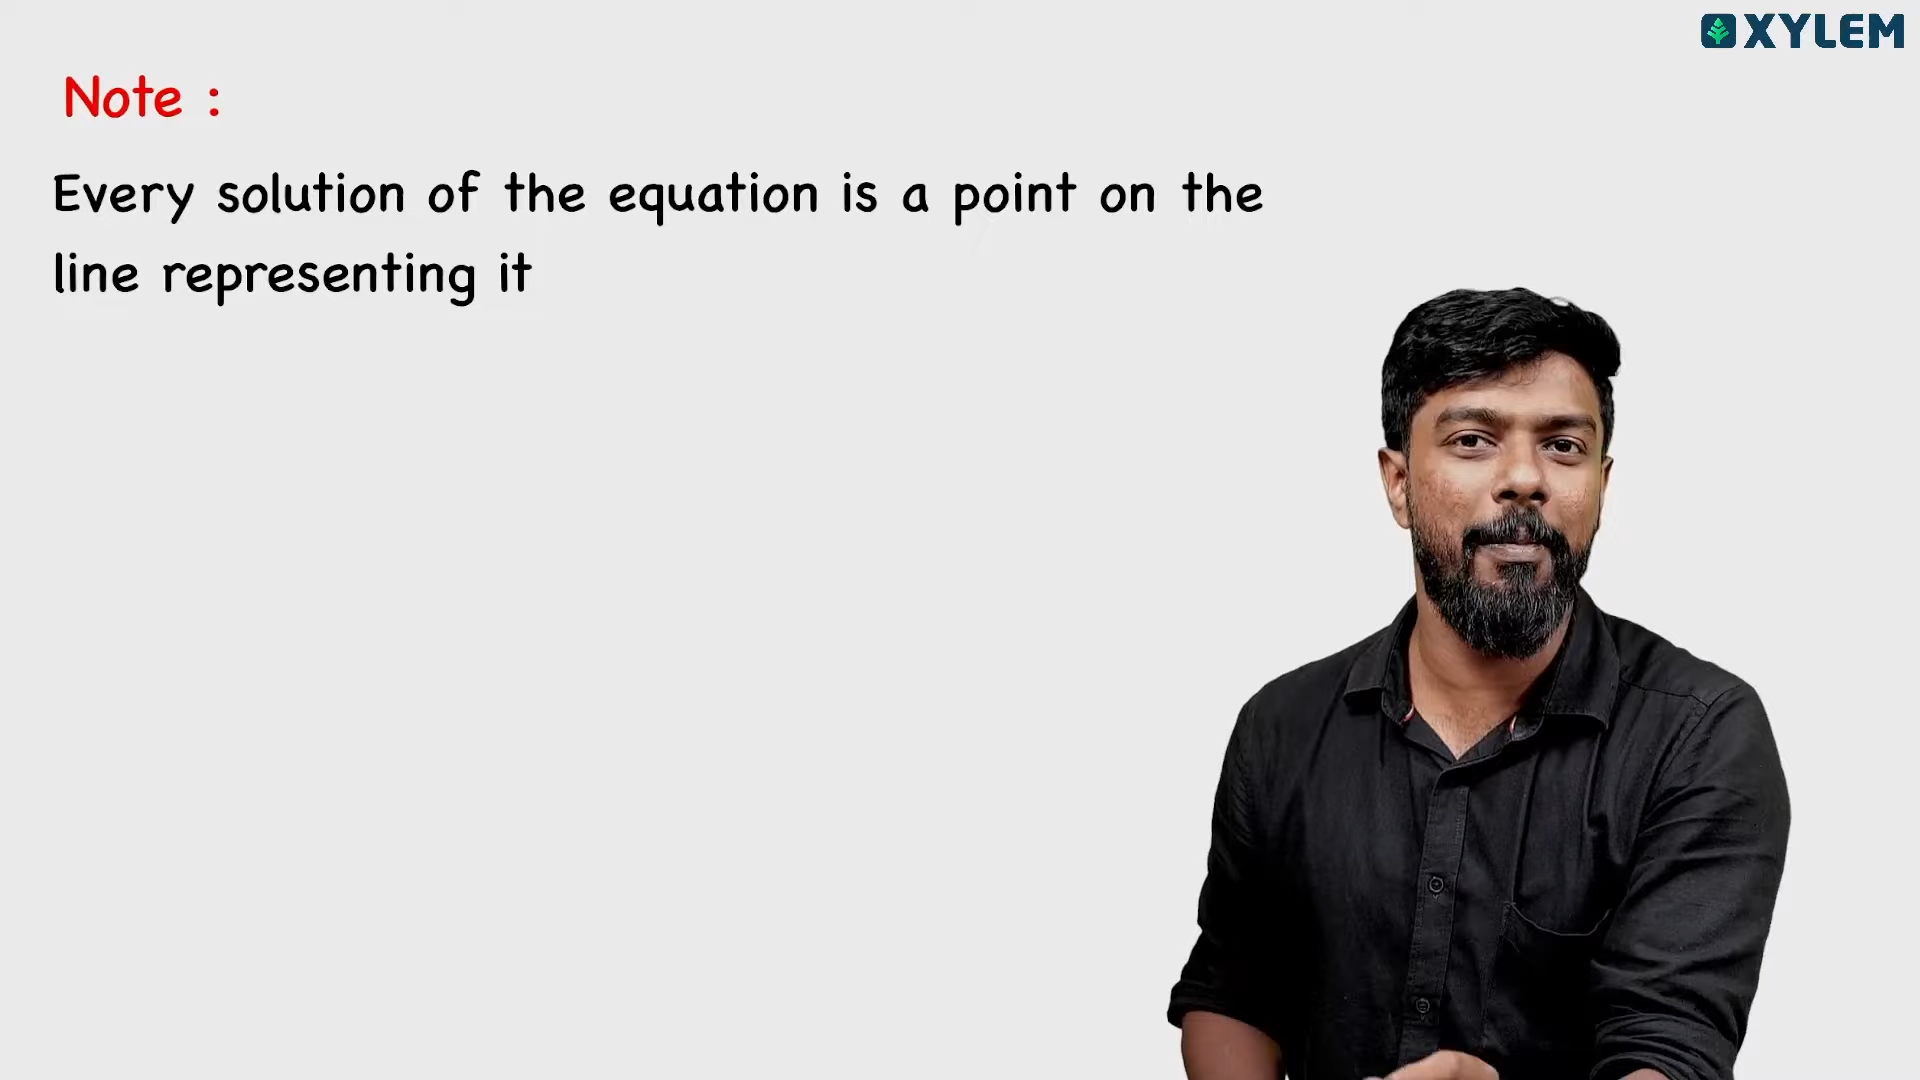 XYLEM
Note :
Every solution of the equation is a point on the
line representing it